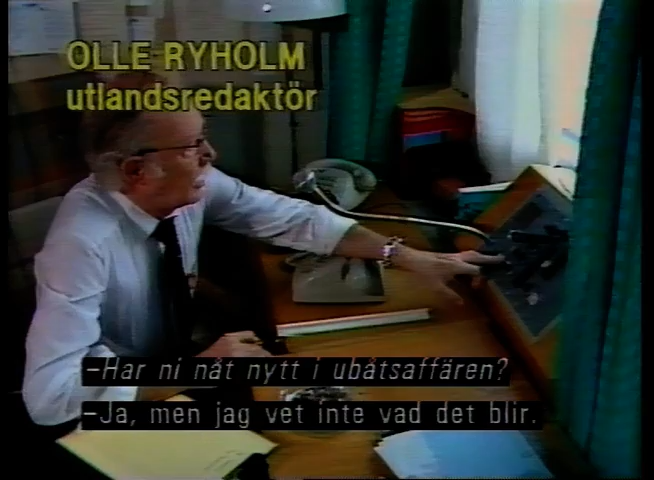 OLLE RYHOLM
utlandsredaktör
-Har ni nåt nytt i ubåtsaffären?
-Ja, men jag vet inte vad det blir.